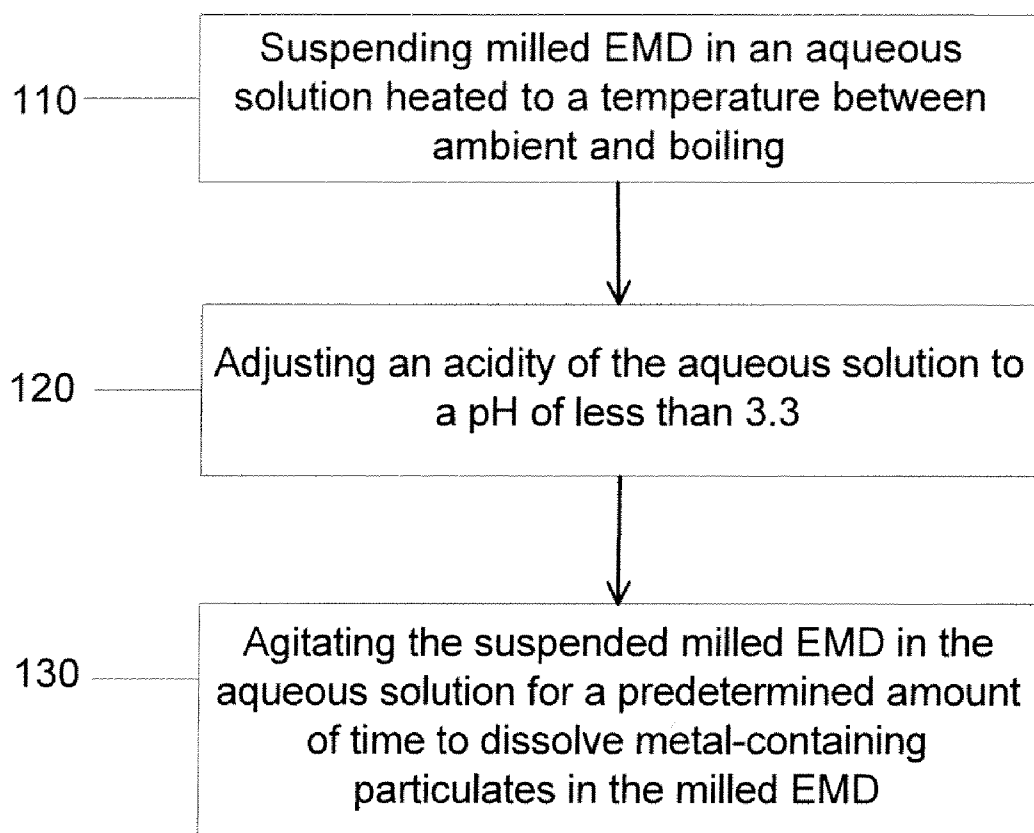 110
Suspending milled EMD in an aqueous
solution heated to a temperature between
ambient and boiling
120
Adjusting an acidity of the aqueous solution to
a pH of less than 3.3
130
Agitating the suspended milled EMD in the
aqueous solution for a predetermined amount
of time to dissolve metal-containing
particulates in the milled EMD